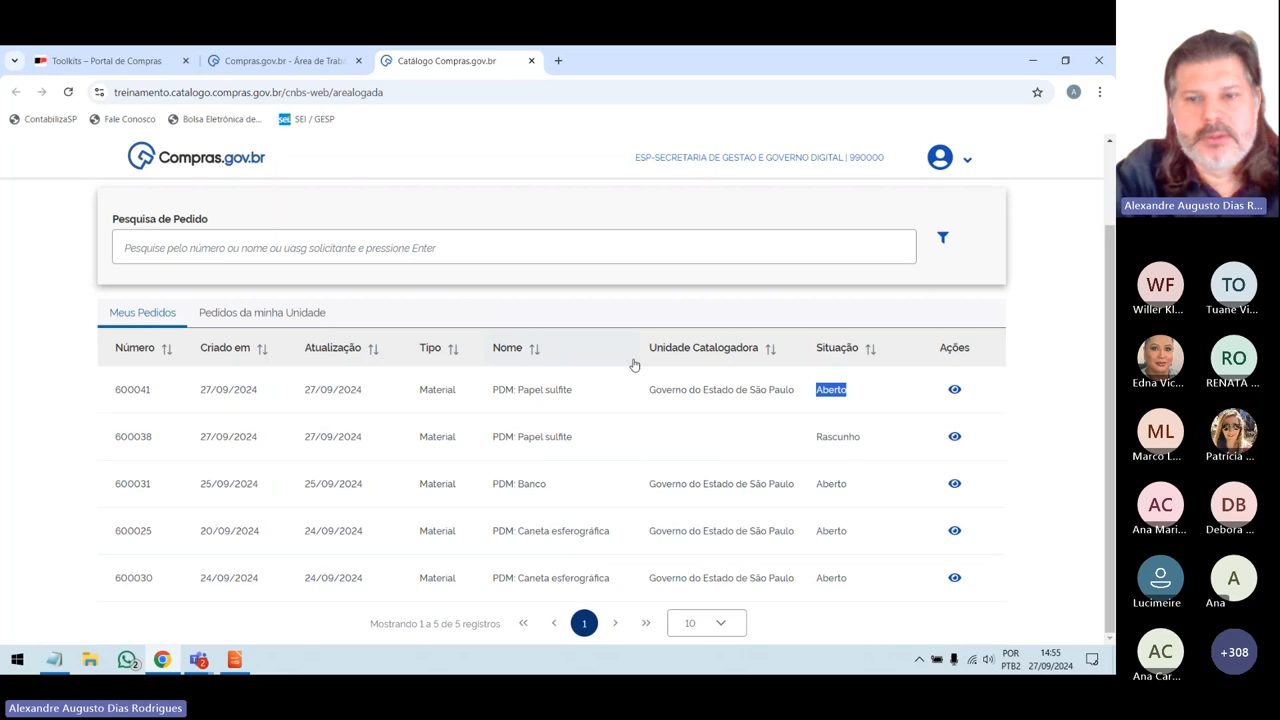 Toolkits – Portal de Compras
Compras.gov.br - Área de Trab
Catálogo Compras.gov.br
treinamento.catalogo.compras.gov.br/cnbs-web/arealogada
A
ContabilizaSP
Fale Conosco
Bolsa Eletrônica de...
sei
SEI / GESP
Compras.gov.br
ESP-SECRETARIA DE GESTAO E GOVERNO DIGITAL | 990000
Pesquisa de Pedido
Pesquise pelo número ou nome ou uasg solicitante e pressione Enter
Meus Pedidos Pedidos da minha Unidade
Número Criado em Atualização Tipo Nome Unidade Catalogadora Situação Ações
600041 27/09/2024 27/09/2024 Material PDM: Papel sulfite Governo do Estado de São Paulo Aberto
600038 27/09/2024 27/09/2024 Material PDM: Papel sulfite Rascunho
600031 25/09/2024 25/09/2024 Material PDM: Banco Governo do Estado de São Paulo Aberto
600025 20/09/2024 24/09/2024 Material PDM: Caneta esferográfica Governo do Estado de São Paulo Aberto
600030 24/09/2024 24/09/2024 Material PDM: Caneta esferográfica Governo do Estado de São Paulo Aberto
Mostrando 1 a 5 de 5 registros 1 10
2
2
POR
PTB2
14:55
27/09/2024
Alexandre Augusto Dias R...
WF TO
Willer Kl... Tuane Vi...
RO
Edna Vic... RENATA ...
ML
Marco L... Patrícia ...
AC DB
Ana Mari... Debora ...
A
Lucimeire Ana
AC +308
Ana Car...
Alexandre Augusto Dias Rodrigues